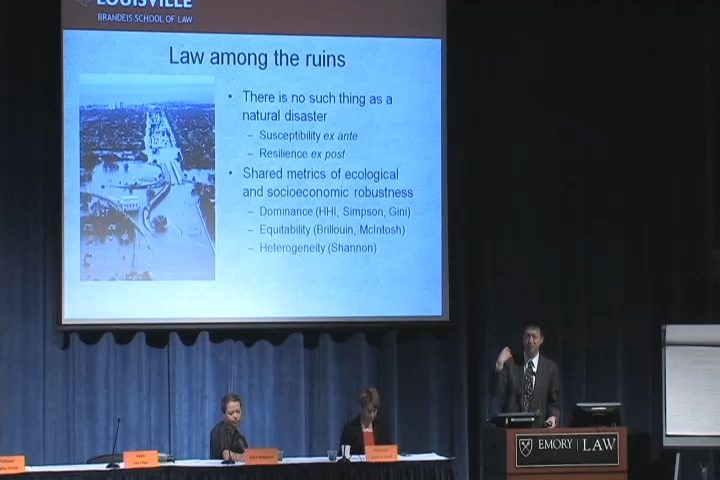 LOUISVILLE
BRANDEIS SCHOOL OF LAW
Law among the ruins
• There is no such thing as a
natural disaster
– Susceptibility ex ante
– Resilience ex post
• Shared metrics of ecological
and socioeconomic robustness
– Dominance (HHI, Simpson, Gini)
– Equitability (Brillouin, McIntosh)
– Heterogeneity (Shannon)
EMORY | LAW